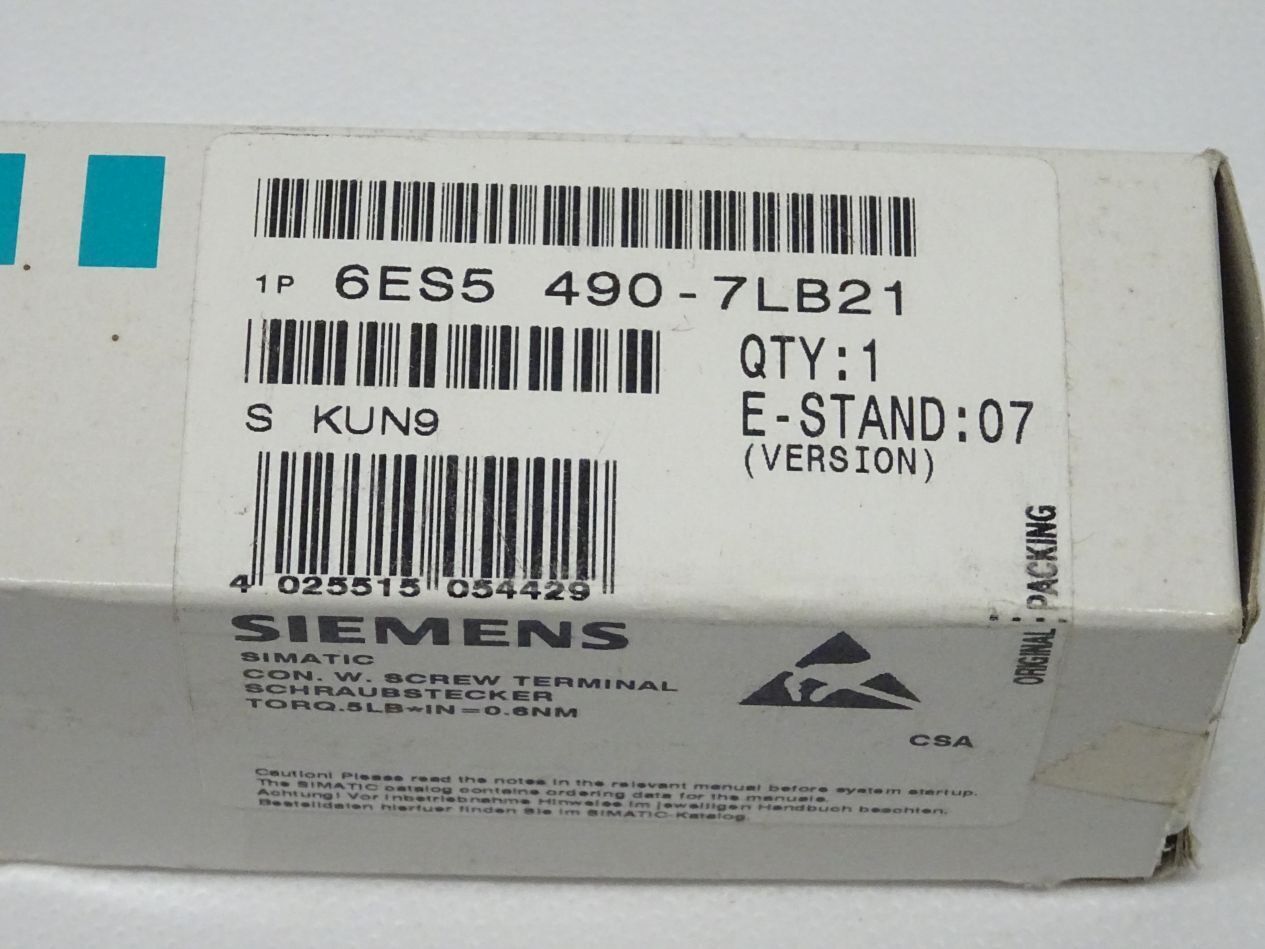 1P 6ES5 490-7LB21
QTY:1
S KUN9
E-STAND:07
(VERSION)
4 025515 054429
ORIGINAL PACKING
SIEMENS
SIMATIC
CON. W. SCREW TERMINAL
SCHRAUBSTECKER
TORQ.5LB*IN=0.6NM
CSA
Caution! Please read the notes in the relevant manual before system startup.
The SIMATIC catalog contains ordering data for the manuals.
Achtung! Vor Inbetriebnahme Hinweise im jeweiligen Handbuch beachten.
Bestelldaten hierfuer finden Sie im SIMATIC-Katalog.